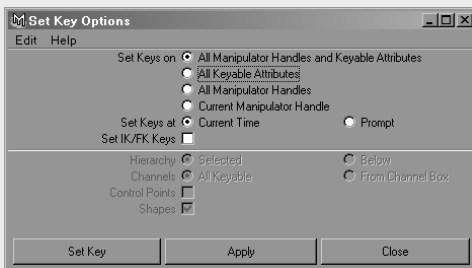 Set Key Options
Edit Help
Set Keys on All Manipulator Handles and Keyable Attributes
All Keyable Attributes
All Manipulator Handles
Current Manipulator Handle
Set Keys at Current Time Prompt
Set IK/FK Keys
Hierarchy Selected Below
Channels All Keyable From Channel Box
Control Points
Shapes
Set Key Apply Close